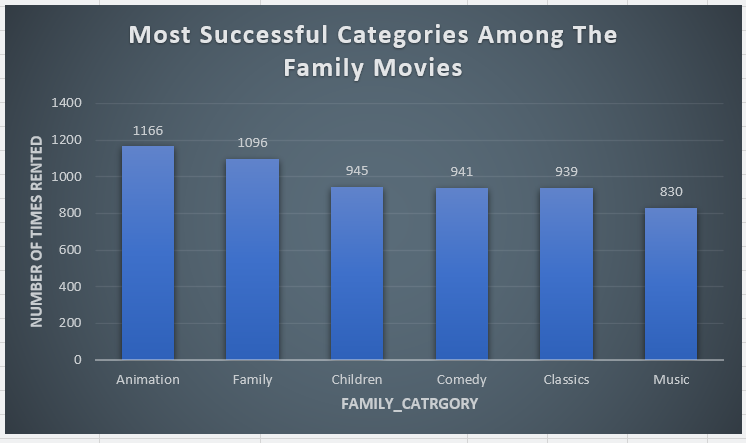 Most Successful Categories Among The
Family Movies
NUMBER OF TIMES RENTED
1400
1200
1000
800
600
400
200
0
1166
1096
945
941
939
830
Animation
Family
Children
Comedy
Classics
Music
FAMILY_CATRGORY